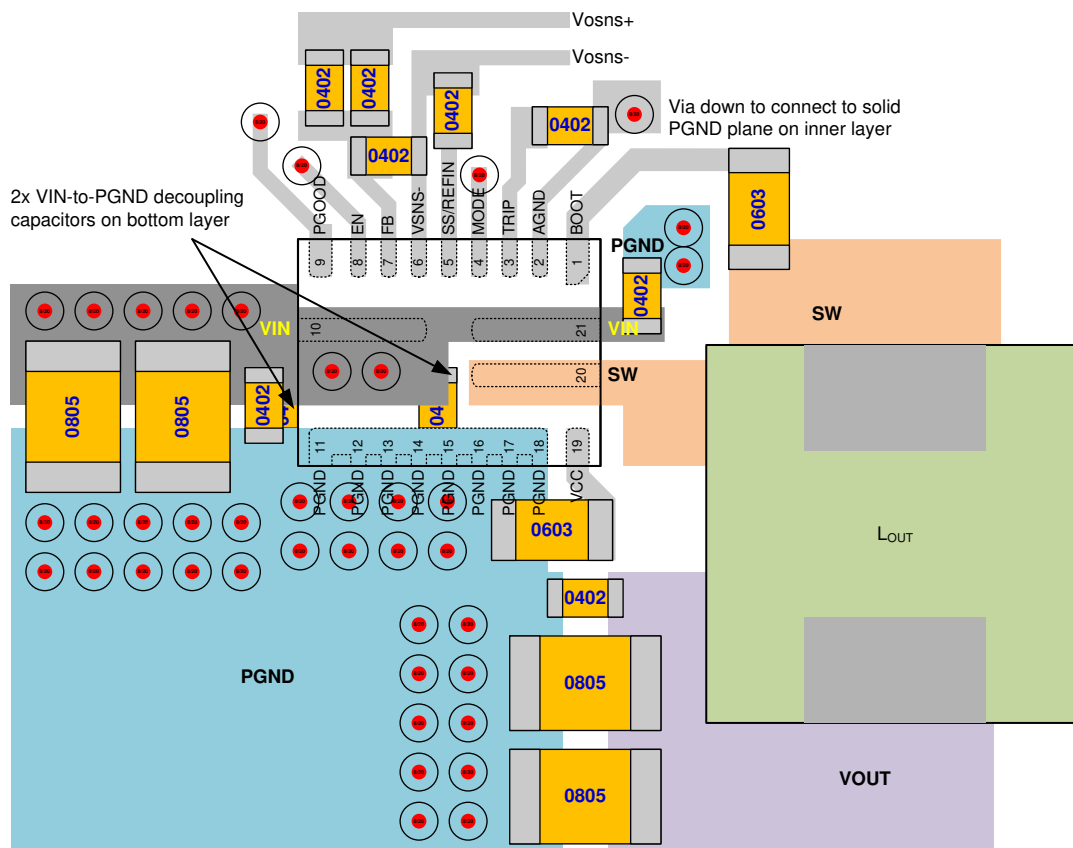 Vosns+
Vosns-
0402
0402
0402
0402
0402
Via down to connect to solid
PGND plane on inner layer
2x VIN-to-PGND decoupling
capacitors on bottom layer
PGOOD
EN
FB
VSNS-
SS/REFIN
MODE
TRIP
AGND
BOOT
0603
PGND
9
8
7
6
5
4
3
2
1
0402
SW
VIN
10
21
VIN
20
SW
0805
0805
0402
04
04
11
12
13
14
15
16
17
18
19
PGND
PGND
PGND
PGND
PGND
PGND
PGND
PGND
VCC
0603
LOUT
0402
PGND
0805
VOUT
0805